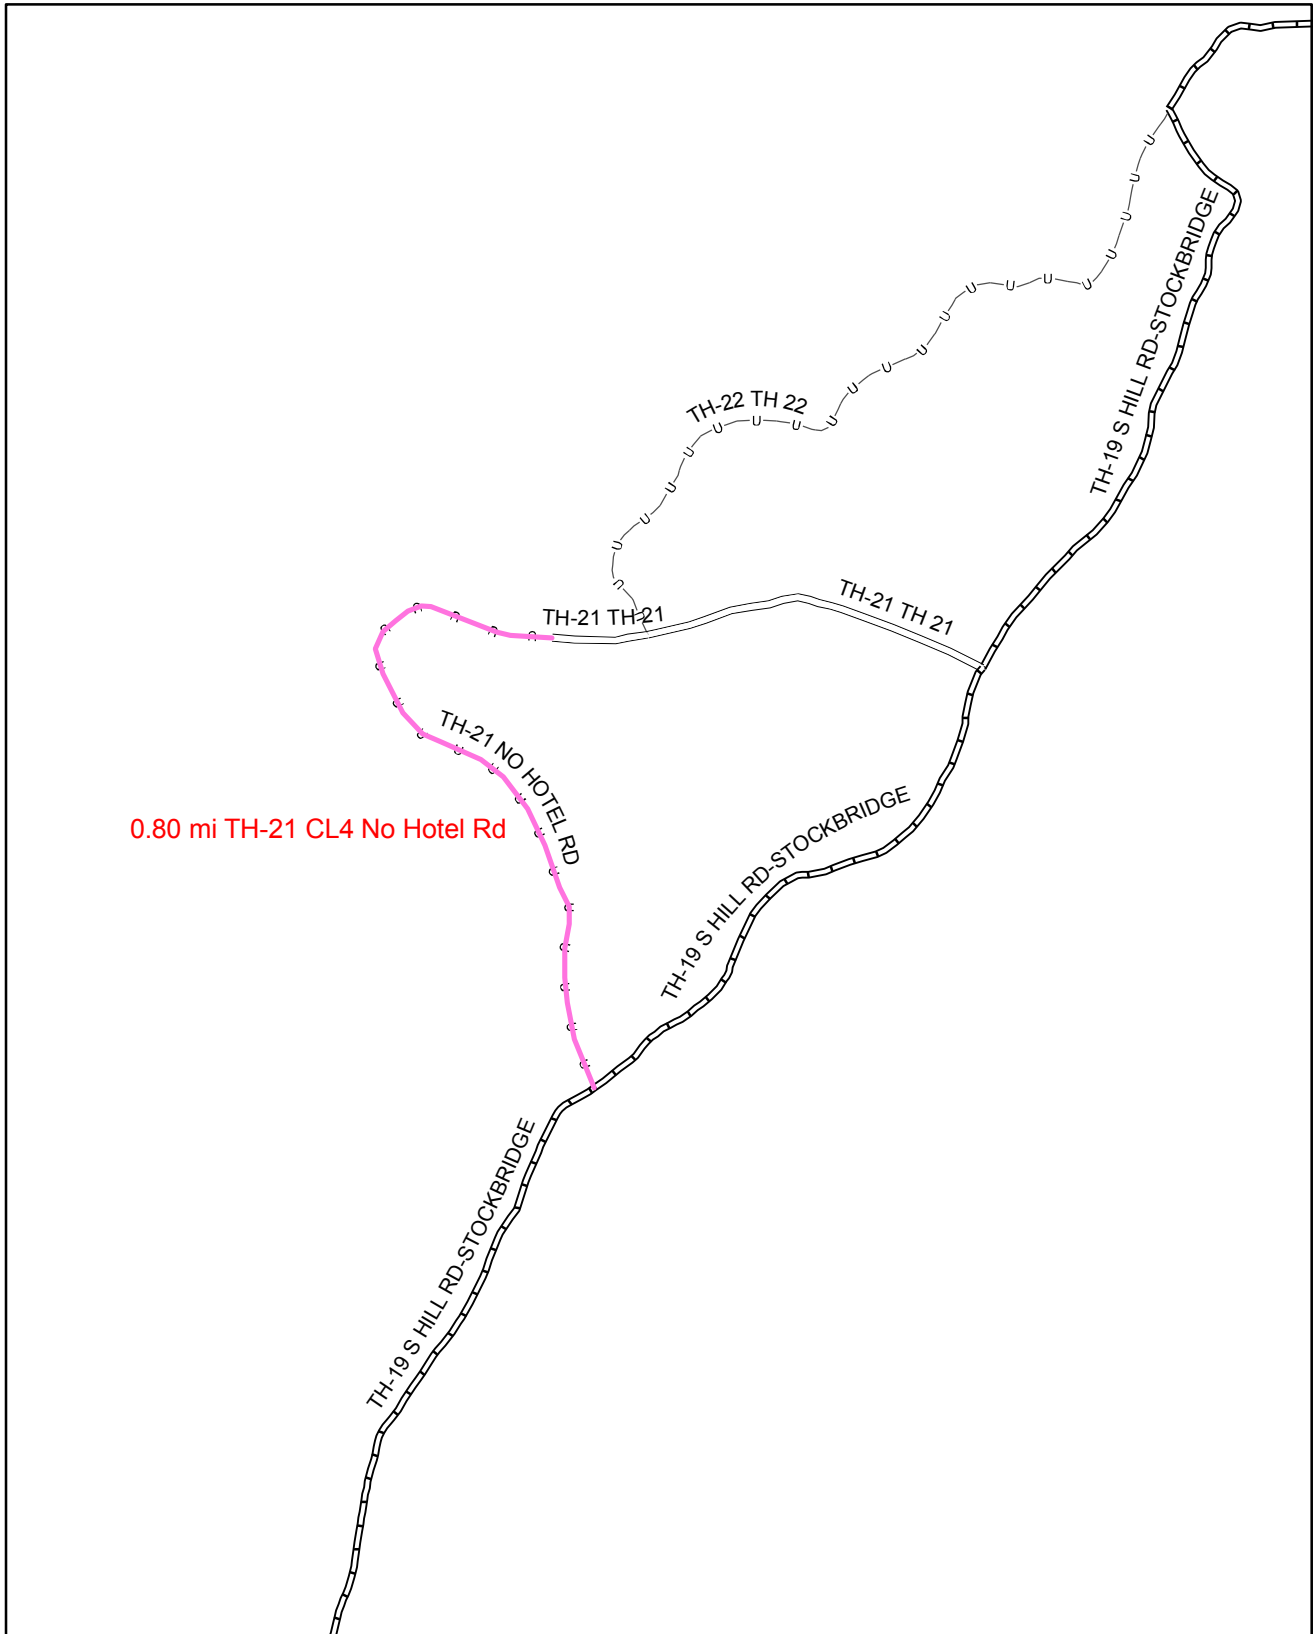 TH-19 S HILL RD-STOCKBRIDGE
TH-22 TH 22
TH-21 TH 21
TH-21 TH 21
TH-21 NO HOTEL RD
0.80 mi TH-21 CL4 No Hotel Rd
TH-19 S HILL RD-STOCKBRIDGE
TH-19 S HILL RD-STOCKBRIDGE